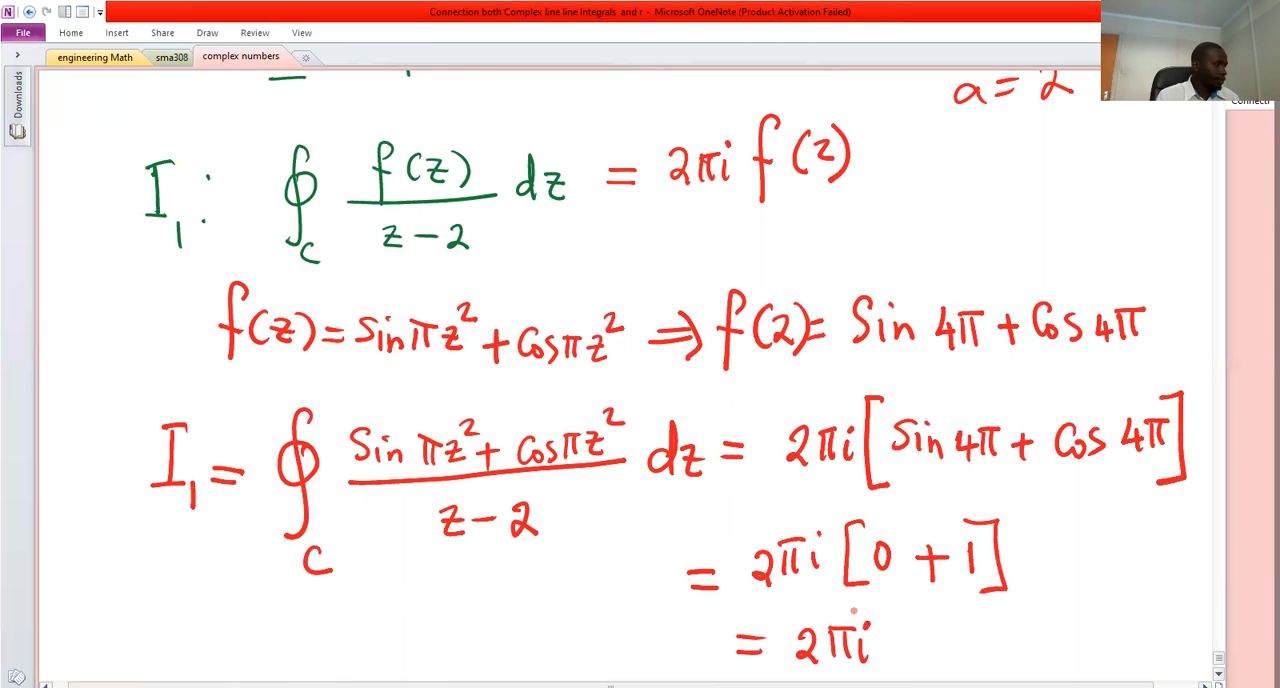 Connection both Complex line line Integrals and r - Microsoft OneNote (Product Activation Failed)
File Home Insert Share Draw Review View
engineering Math sma308 complex numbers
Downloads
a = 2
I₁: ∮_C f(z)/(z - 2) dz = 2πi f(2)
f(z) = Sin πz² + Cos πz² ⟹ f(2) = Sin 4π + Cos 4π
I₁ = ∮_C (Sin πz² + Cos πz²)/(z - 2) dz = 2πi [Sin 4π + Cos 4π]
= 2πi [0 + 1]
= 2πi